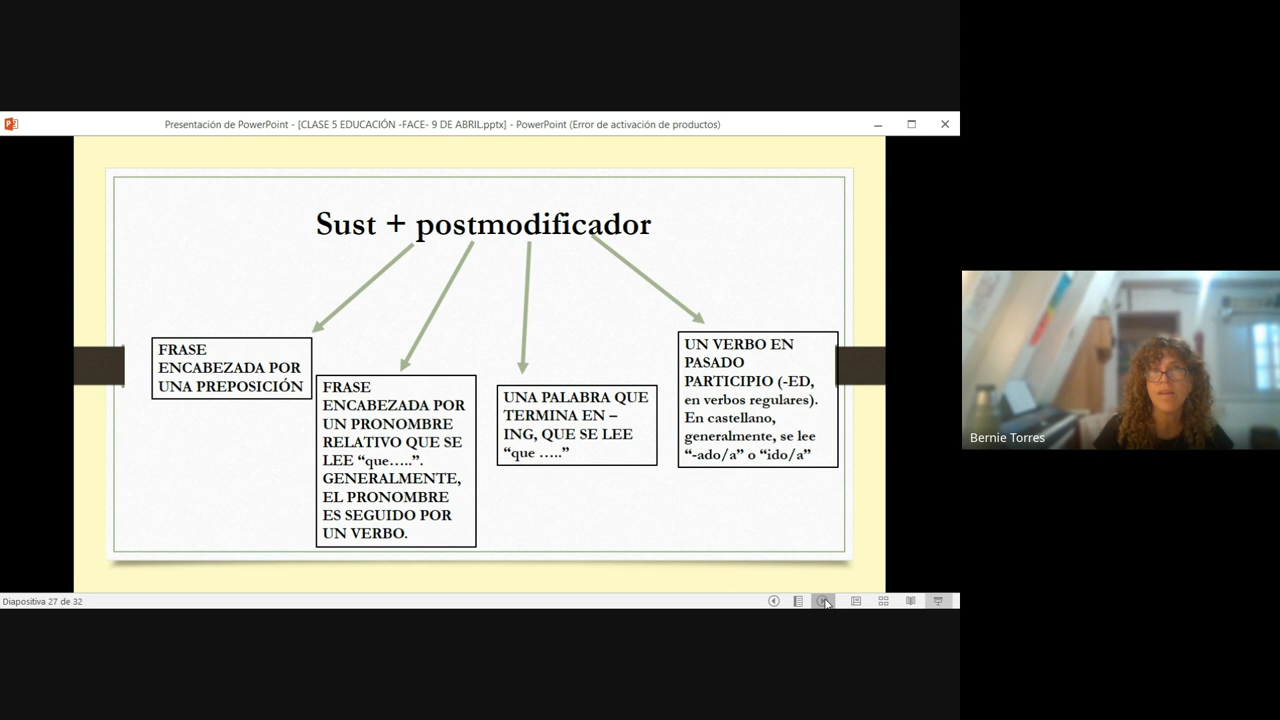 Presentación de PowerPoint - [CLASE 5 EDUCACIÓN -FACE- 9 DE ABRIL.pptx] - PowerPoint (Error de activación de productos)
Sust + postmodificador
FRASE
ENCABEZADA POR
UNA PREPOSICIÓN
FRASE
ENCABEZADA POR
UN PRONOMBRE
RELATIVO QUE SE
LEE “que…..”.
GENERALMENTE,
EL PRONOMBRE
ES SEGUIDO POR
UN VERBO.
UNA PALABRA QUE
TERMINA EN –
ING, QUE SE LEE
“que …..”
UN VERBO EN
PASADO
PARTICIPIO (-ED,
en verbos regulares).
En castellano,
generalmente, se lee
“-ado/a” o “ido/a”
Bernie Torres
Diapositiva 27 de 32